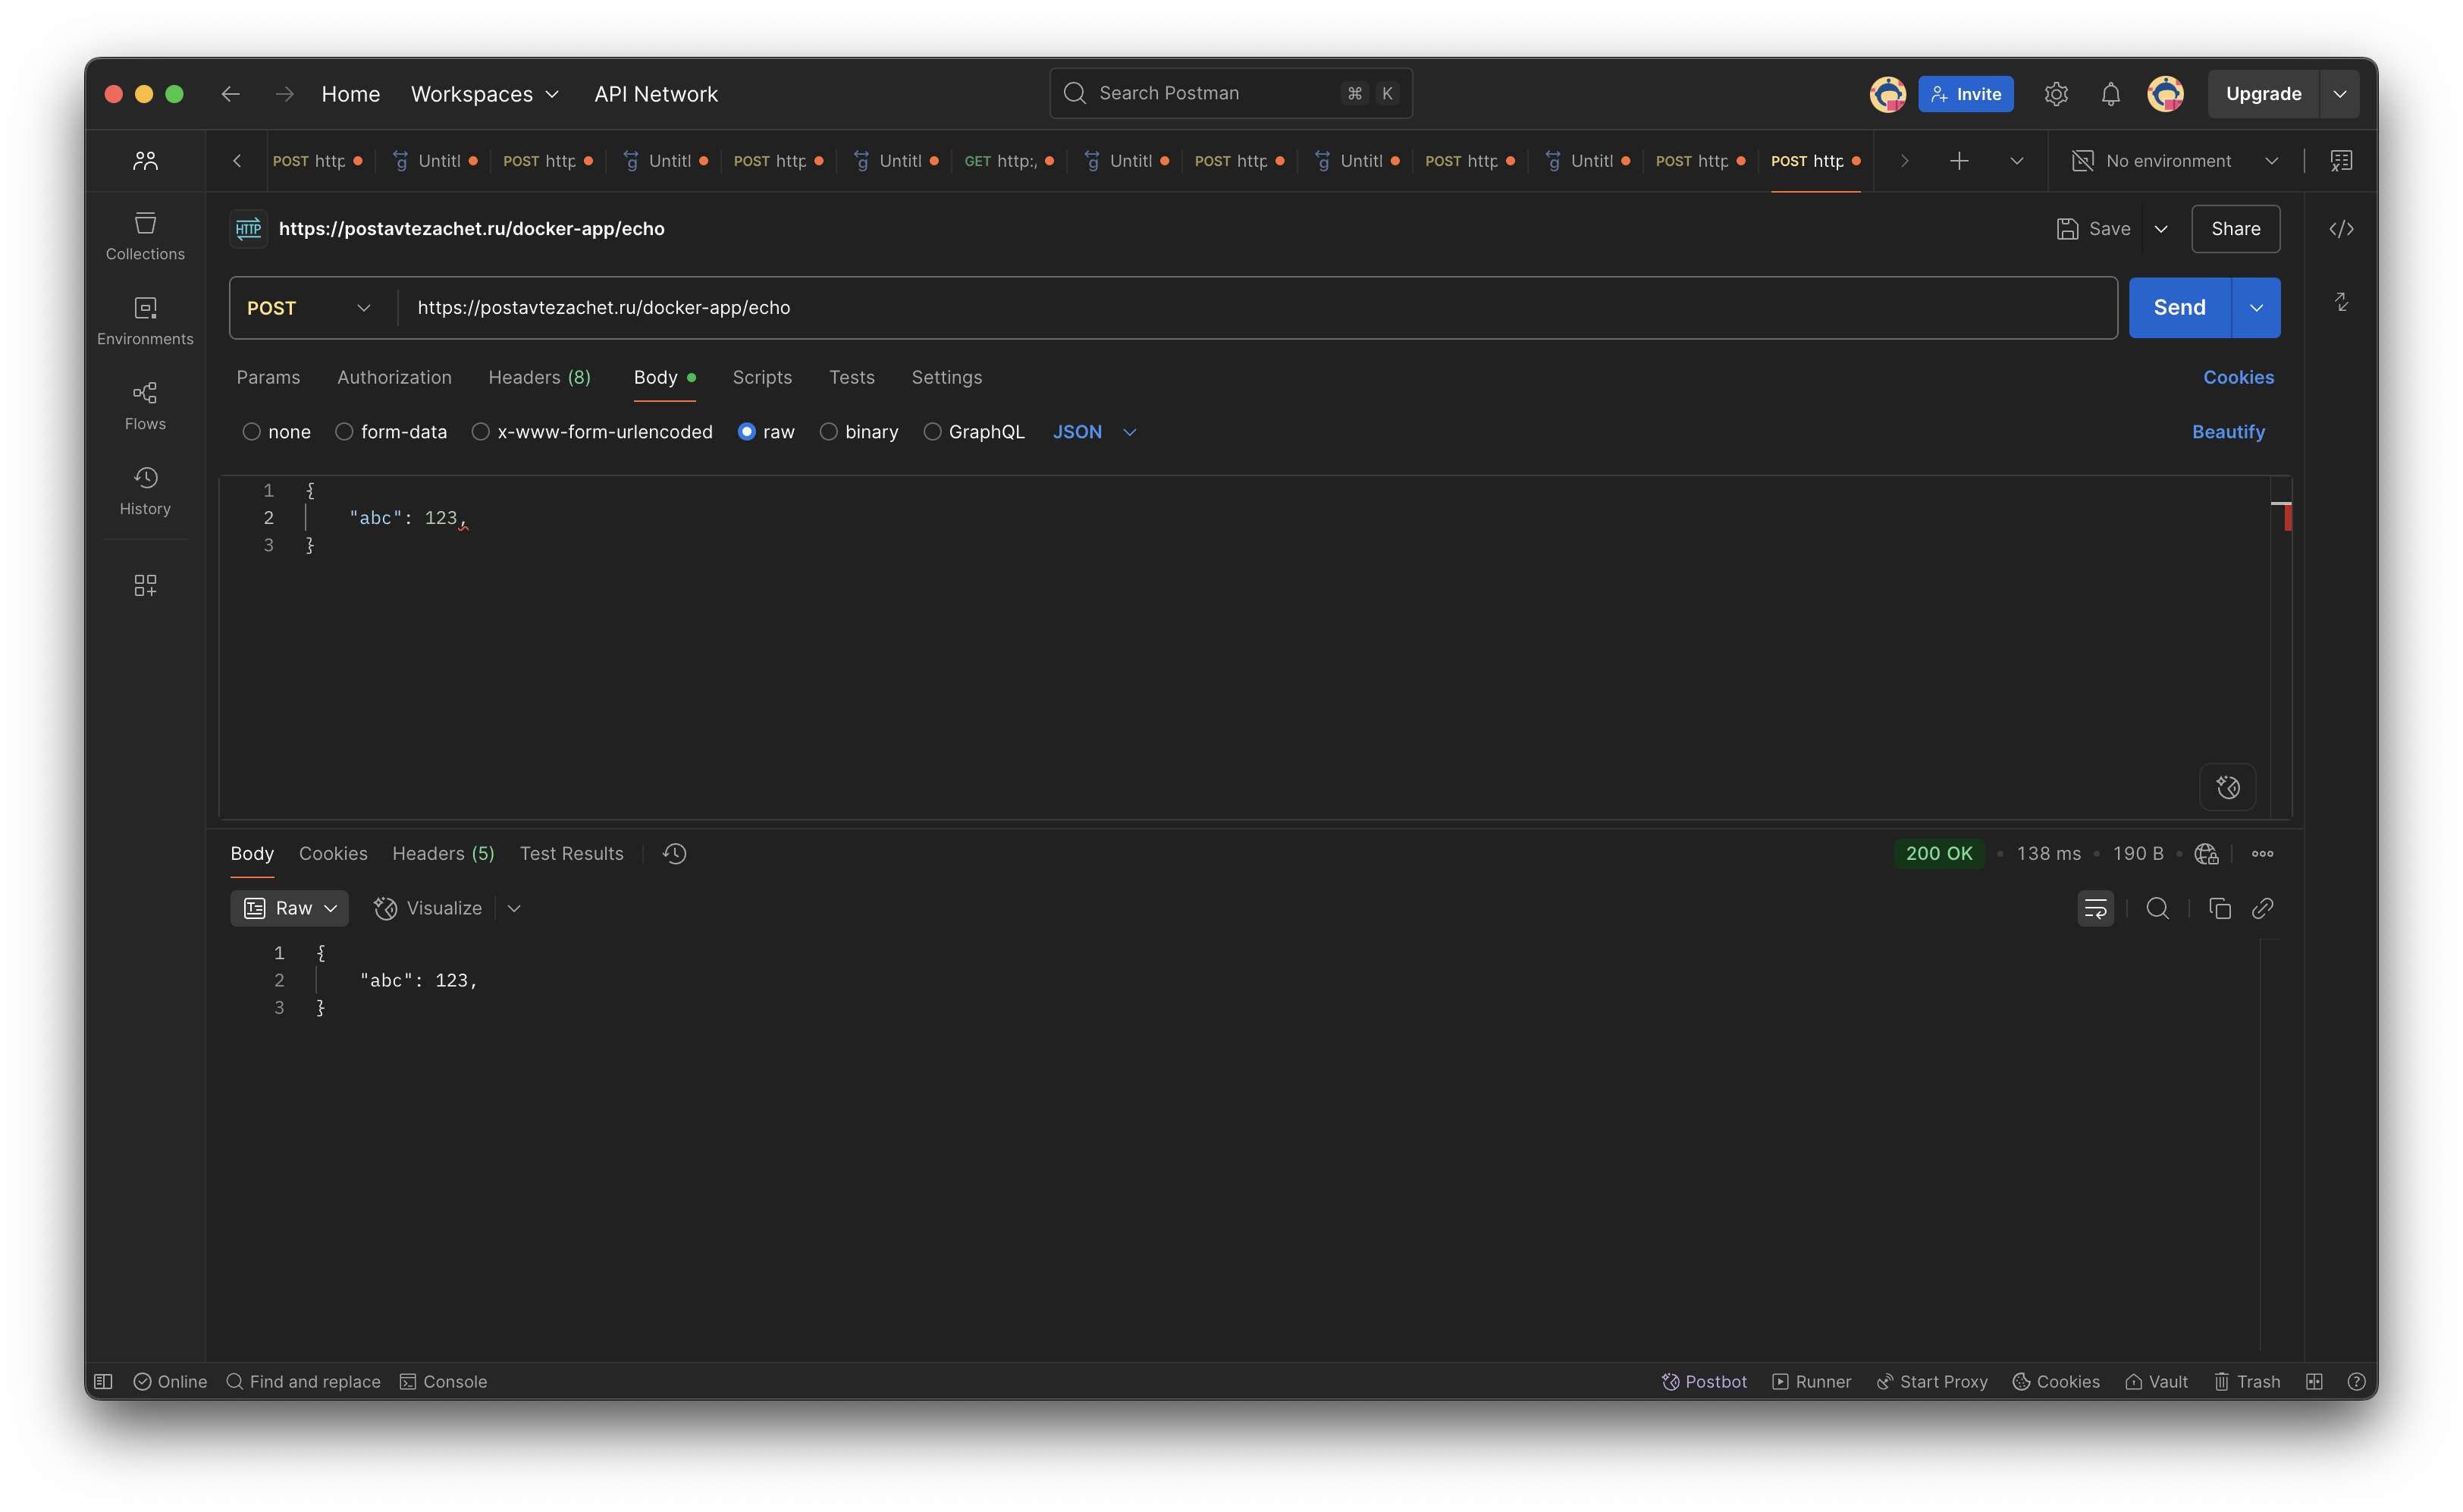 Home Workspaces API Network Search Postman ⌘ K Invite Upgrade
POST http Untitl POST http Untitl POST http Untitl GET http:/ Untitl POST http Untitl POST http Untitl POST http POST http No environment
HTTP https://postavtezachet.ru/docker-app/echo Save Share
Collections
Environments
Flows
History
POST https://postavtezachet.ru/docker-app/echo Send
Params Authorization Headers (8) Body Scripts Tests Settings Cookies
none form-data x-www-form-urlencoded raw binary GraphQL JSON Beautify
1 {
2 "abc": 123,
3 }
Body Cookies Headers (5) Test Results 200 OK • 138 ms • 190 B
Raw Visualize
1 {
2 "abc": 123,
3 }
Online Find and replace Console Postbot Runner Start Proxy Cookies Vault Trash